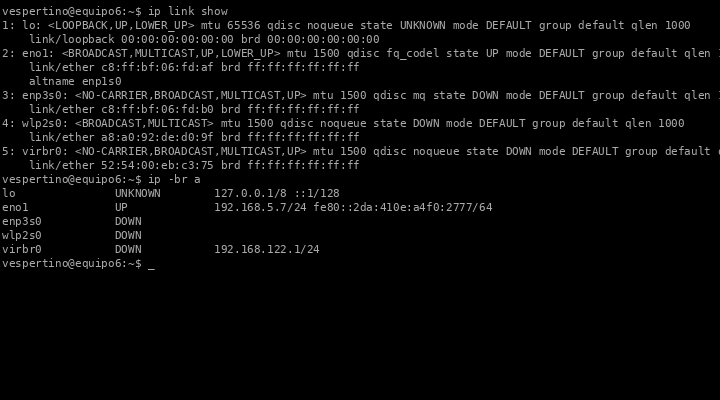 vespertino@equipo6:~$ ip link show
1: lo: <LOOPBACK,UP,LOWER_UP> mtu 65536 qdisc noqueue state UNKNOWN mode DEFAULT group default qlen 1000
    link/loopback 00:00:00:00:00:00 brd 00:00:00:00:00:00
2: eno1: <BROADCAST,MULTICAST,UP,LOWER_UP> mtu 1500 qdisc fq_codel state UP mode DEFAULT group default qlen
    link/ether c8:ff:bf:06:fd:af brd ff:ff:ff:ff:ff:ff
    altname enp1s0
3: enp3s0: <NO-CARRIER,BROADCAST,MULTICAST,UP> mtu 1500 qdisc mq state DOWN mode DEFAULT group default qlen
    link/ether c8:ff:bf:06:fd:b0 brd ff:ff:ff:ff:ff:ff
4: wlp2s0: <BROADCAST,MULTICAST> mtu 1500 qdisc noqueue state DOWN mode DEFAULT group default qlen 1000
    link/ether a8:a0:92:de:d0:9f brd ff:ff:ff:ff:ff:ff
5: virbr0: <NO-CARRIER,BROADCAST,MULTICAST,UP> mtu 1500 qdisc noqueue state DOWN mode DEFAULT group default
    link/ether 52:54:00:eb:c3:75 brd ff:ff:ff:ff:ff:ff
vespertino@equipo6:~$ ip -br a
lo               UNKNOWN        127.0.0.1/8 ::1/128
eno1             UP             192.168.5.7/24 fe80::2da:410e:a4f0:2777/64
enp3s0           DOWN
wlp2s0           DOWN
virbr0           DOWN           192.168.122.1/24
vespertino@equipo6:~$ _